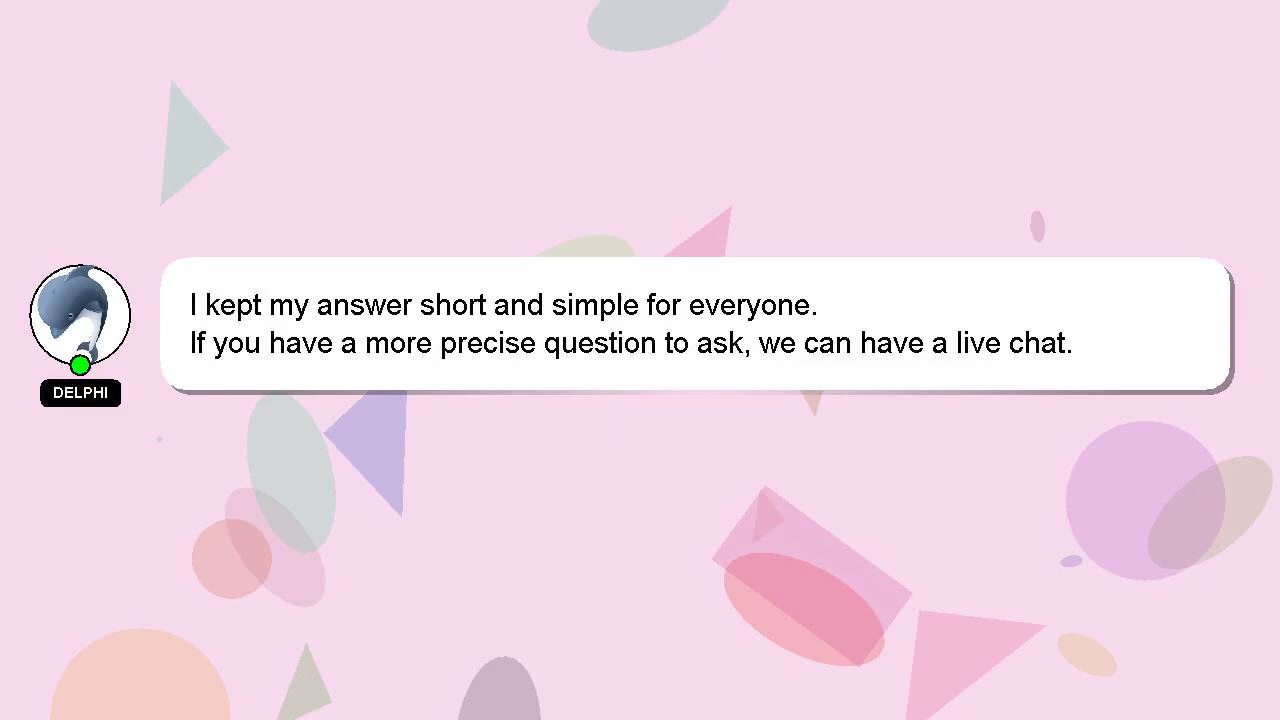 I kept my answer short and simple for everyone.
If you have a more precise question to ask, we can have a live chat.
DELPHI